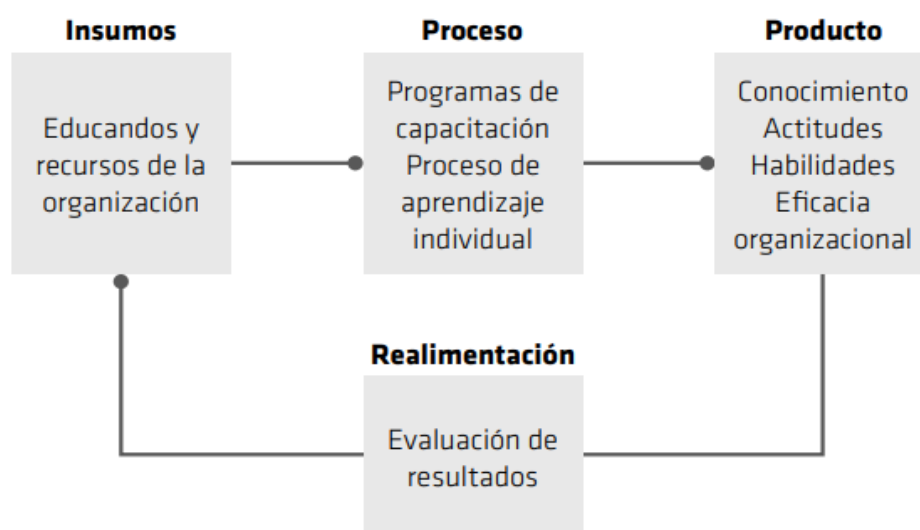 Insumos
Educandos y
recursos de la
organización
Proceso
Programas de
capacitación
Proceso de
aprendizaje
individual
Producto
Conocimiento
Actitudes
Habilidades
Eficacia
organizacional
Realimentación
Evaluación de
resultados